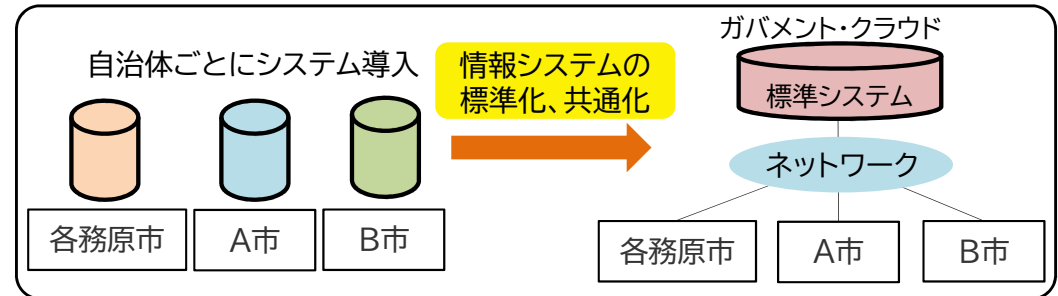 自治体ごとにシステム導入
各務原市
A市
B市
情報システムの
標準化、共通化
ガバメント・クラウド
標準システム
ネットワーク
各務原市
A市
B市